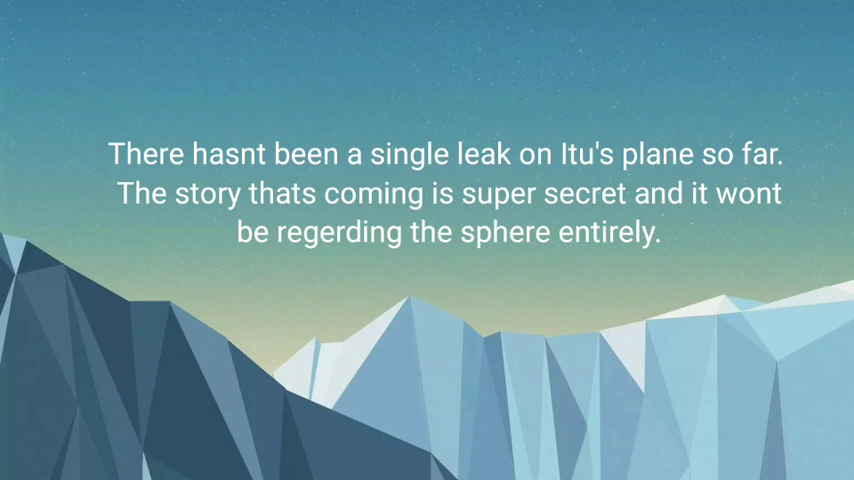 There hasnt been a single leak on Itu's plane so far.
The story thats coming is super secret and it wont
be regerding the sphere entirely.